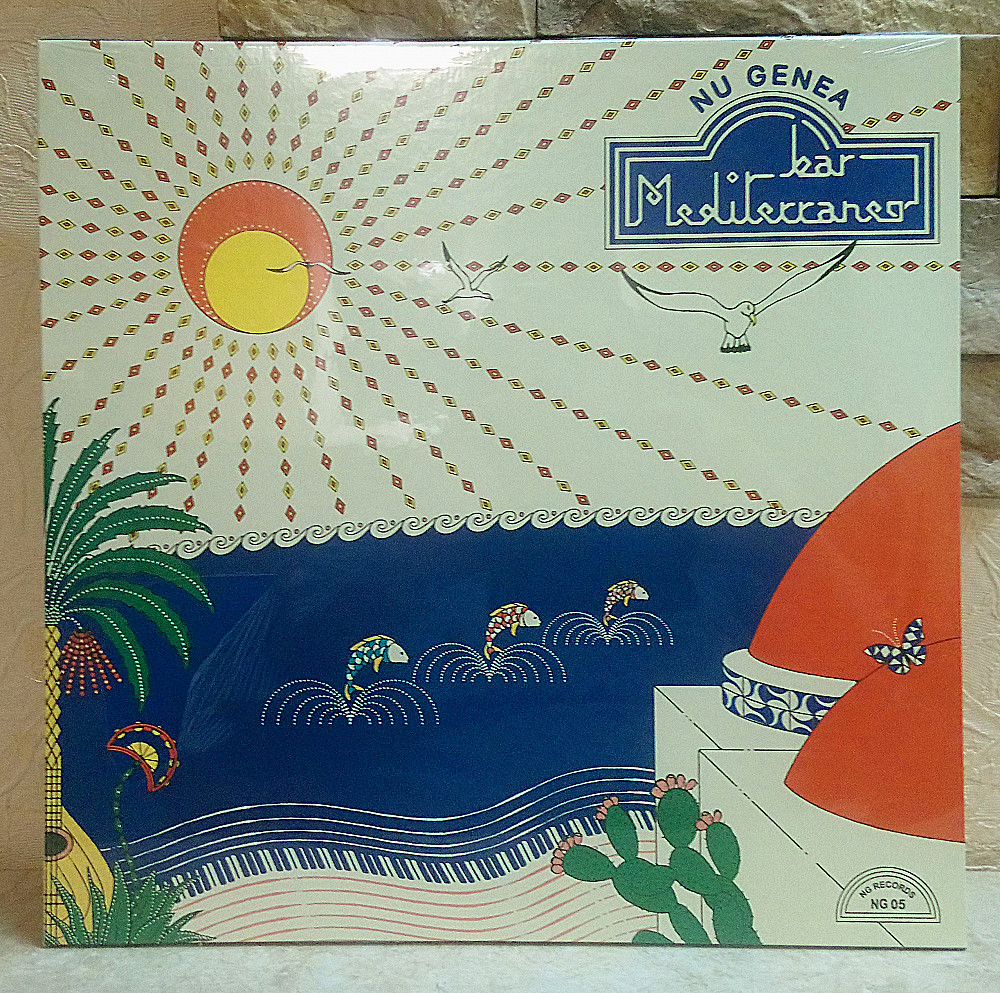 NU GENEA
bar
Mediterraneo
NG RECORDS
NG 05